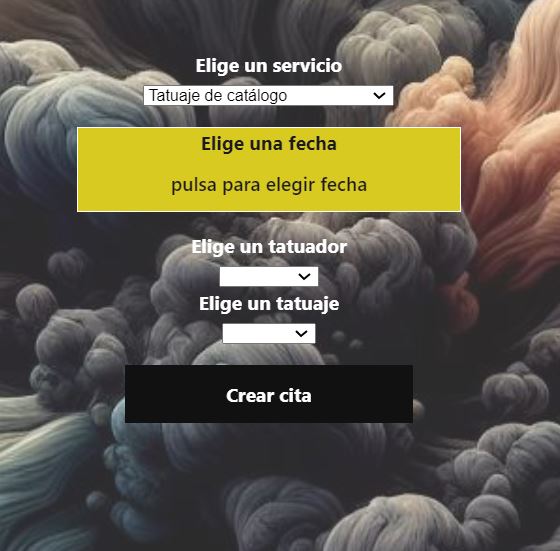 Elige un servicio
Tatuaje de catálogo
Elige una fecha
pulsa para elegir fecha
Elige un tatuador
Elige un tatuaje
Crear cita